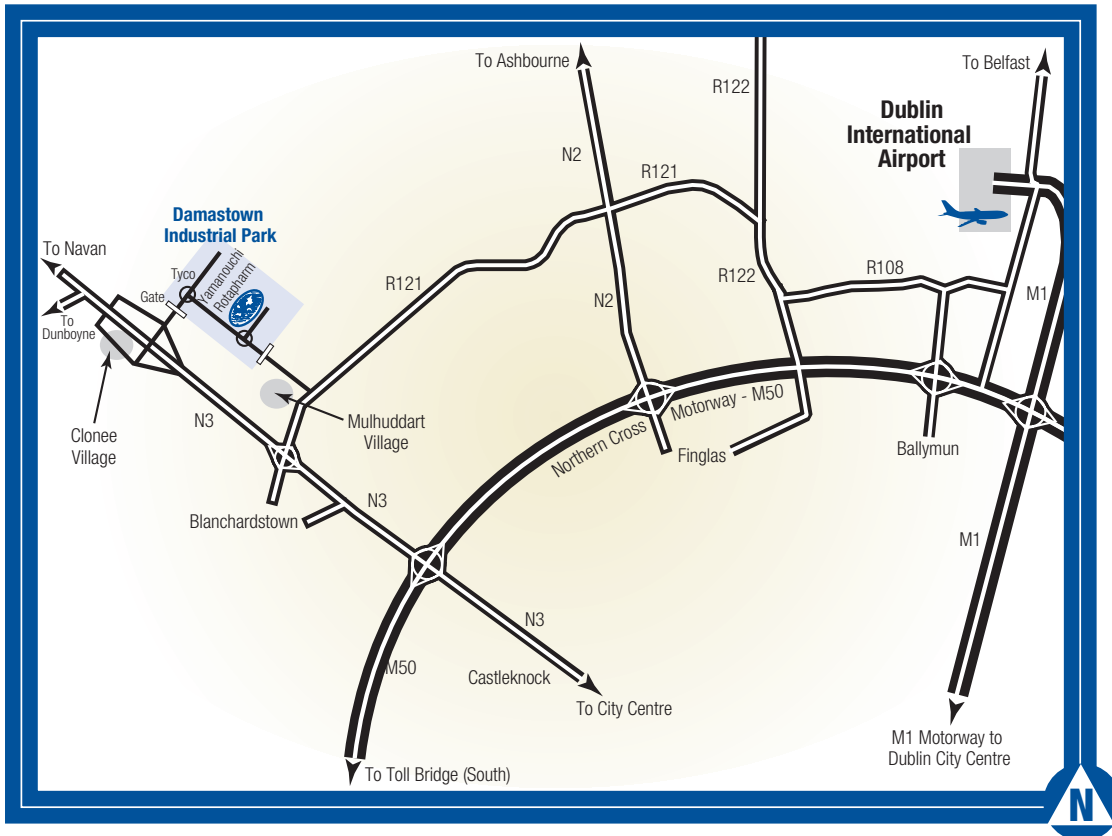 To Ashbourne
To Belfast
R122
Dublin
International
Airport
N2
R121
Damastown
Industrial Park
To Navan
Tyco
Yamanouchi
Rotapharm
Gate
R121
R122
R108
N2
M1
To
Dunboyne
Motorway - M50
Northern Cross
Mulhuddart
Village
N3
Clonee
Village
Finglas
Ballymun
N3
Blanchardstown
M1
N3
M50
Castleknock
To City Centre
M1 Motorway to
Dublin City Centre
To Toll Bridge (South)
N